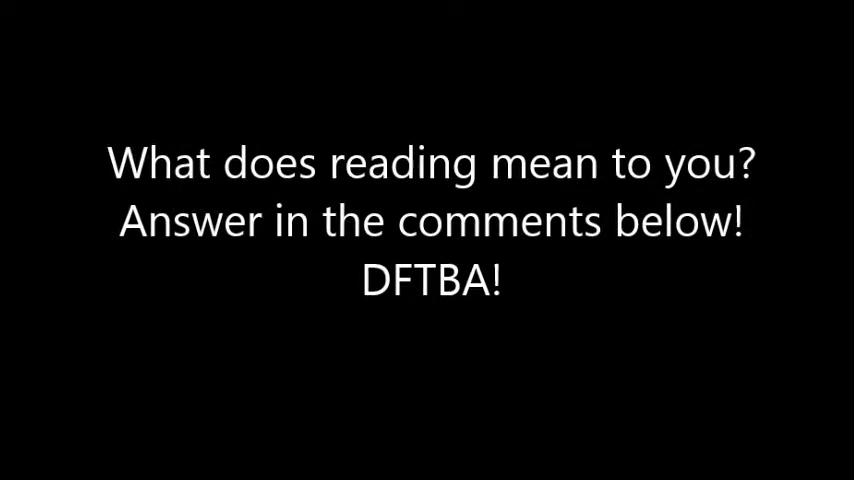 What does reading mean to you?
Answer in the comments below!
DFTBA!